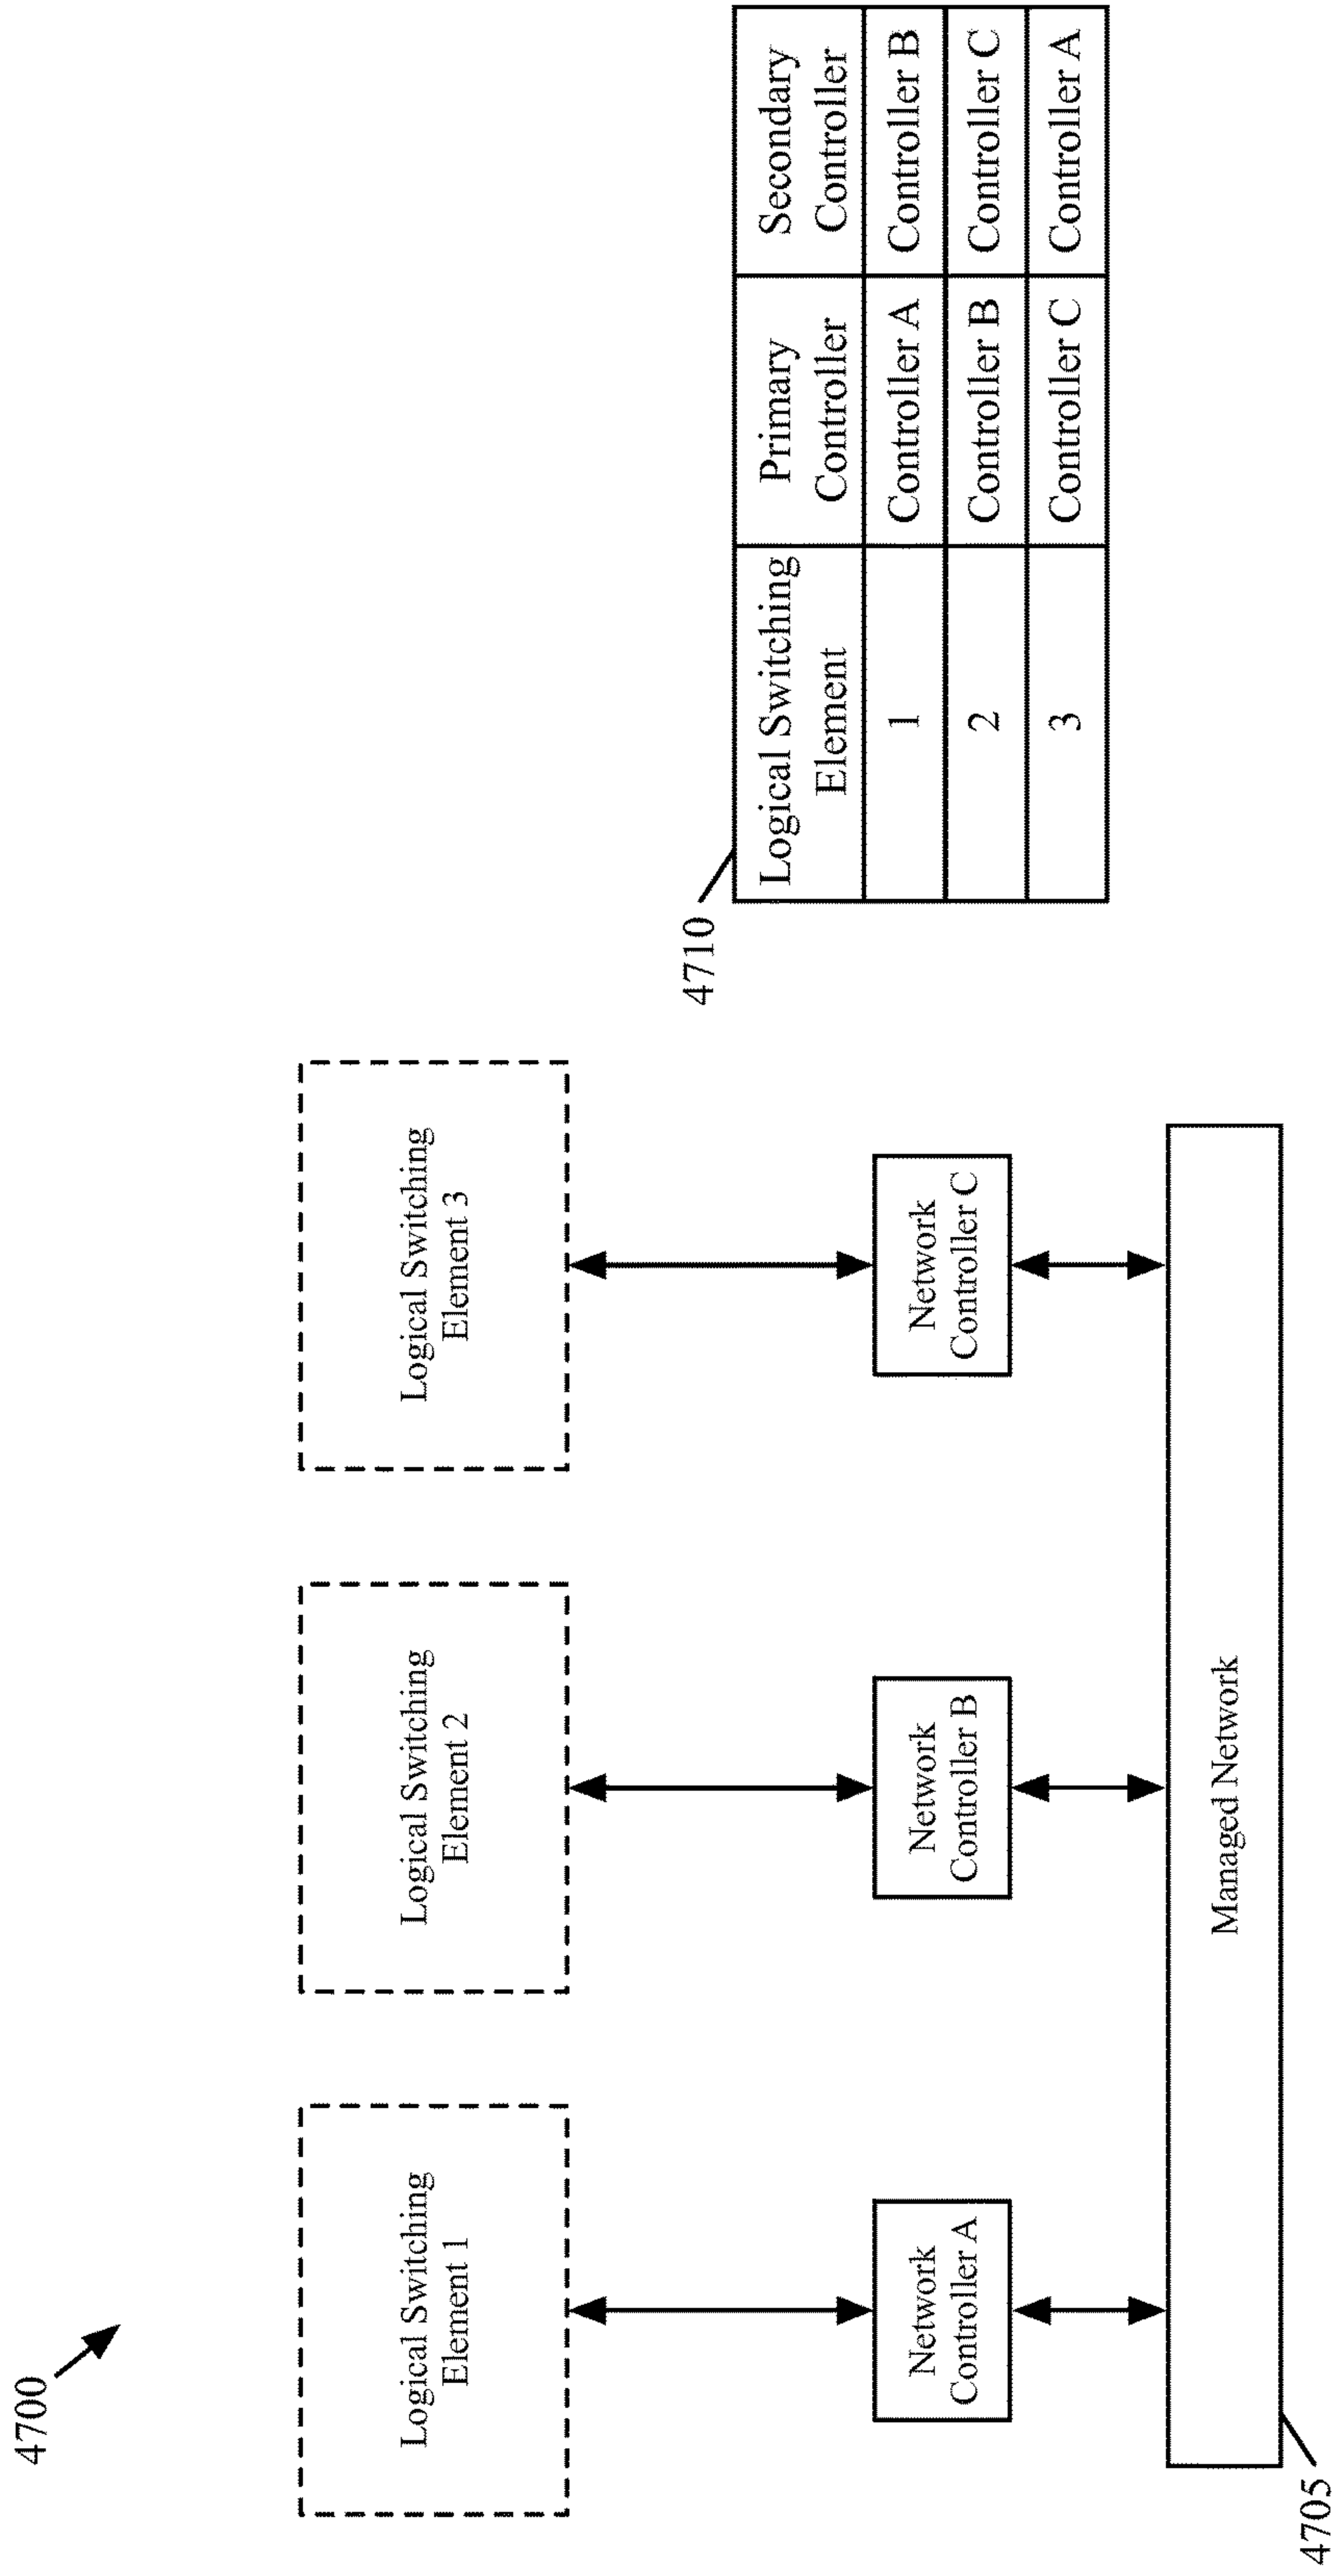 4700
Logical Switching
Element 1
Logical Switching
Element 2
Logical Switching
Element 3
Network
Controller A
Network
Controller B
Network
Controller C
Managed Network
4705
4710
Logical Switching
Element
Primary
Controller
Secondary
Controller
1
Controller A
Controller B
2
Controller B
Controller C
3
Controller C
Controller A